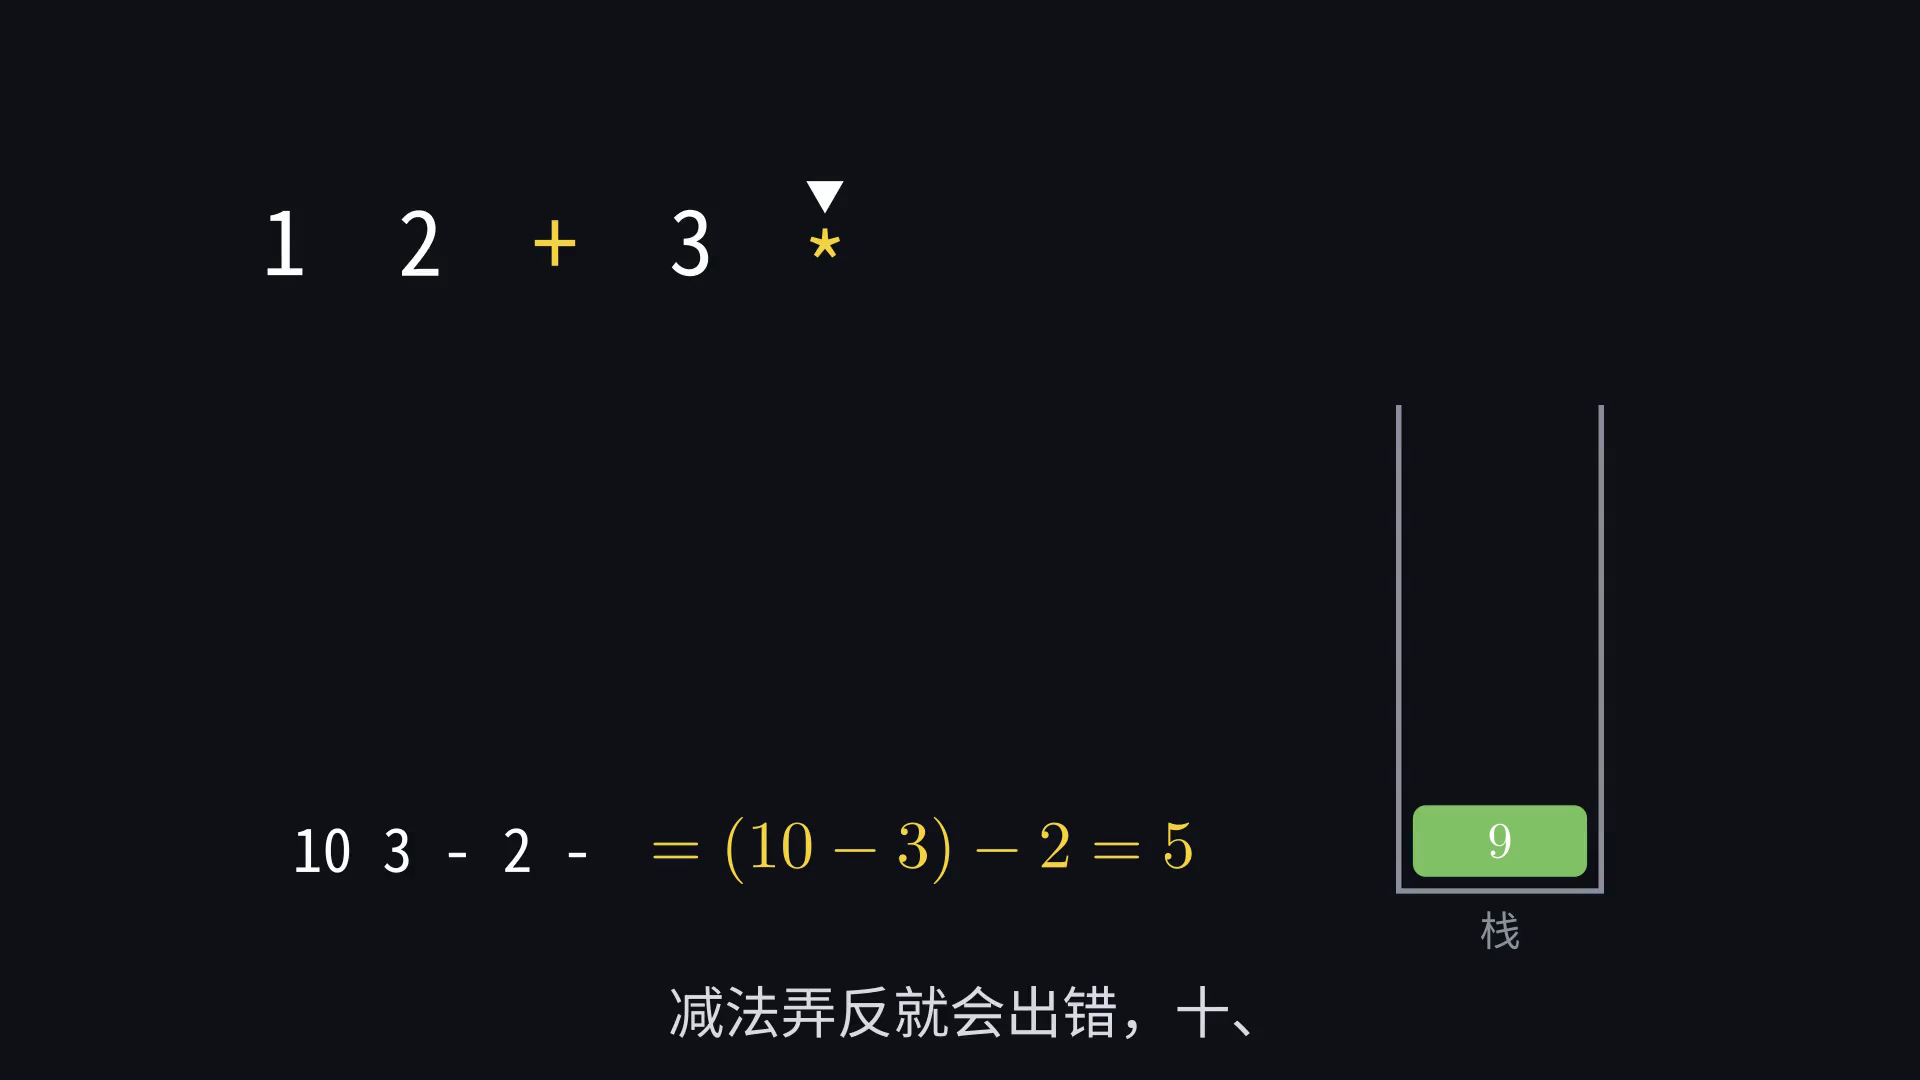 1 2 + 3 *
9
10 3 - 2 - = (10 − 3) − 2 = 5
栈
减法弄反就会出错，十、